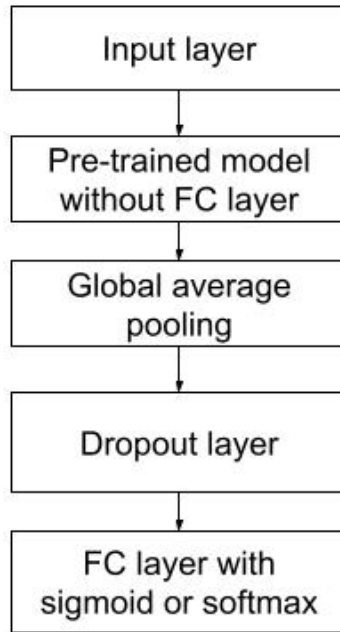 Input layer
Pre-trained model
without FC layer
Global average
pooling
Dropout layer
FC layer with
sigmoid or softmax